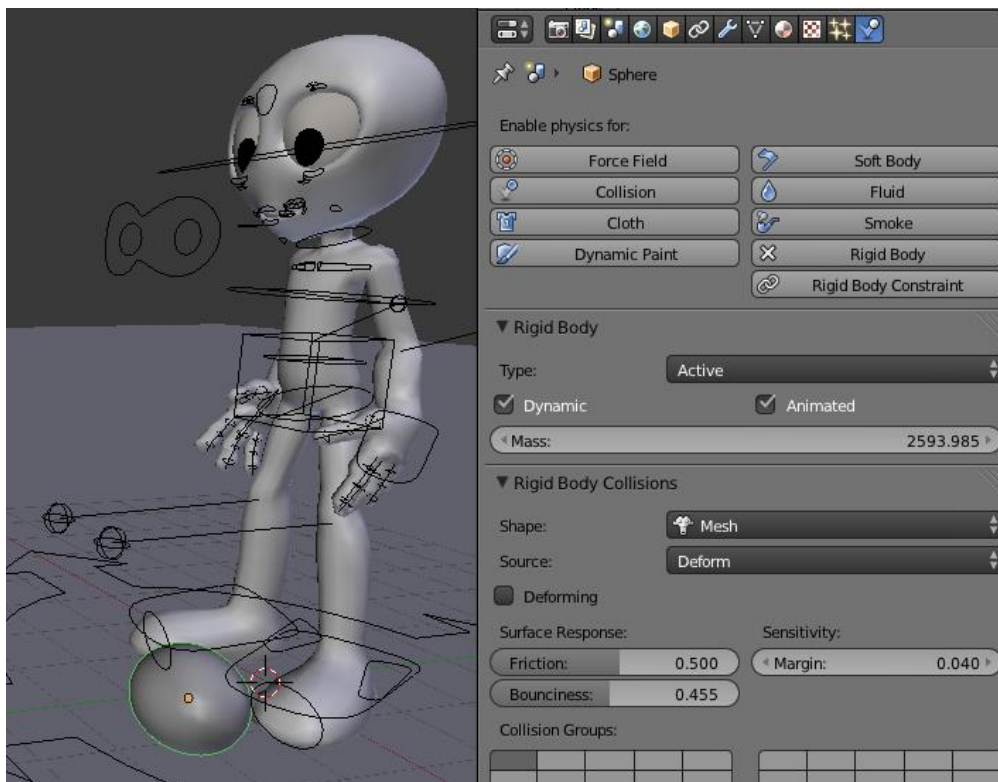 Sphere
Enable physics for:
Force Field
Soft Body
Collision
Fluid
Cloth
Smoke
Dynamic Paint
Rigid Body
Rigid Body Constraint
Rigid Body
Type:
Active
Dynamic
Animated
Mass:
2593.985
Rigid Body Collisions
Shape:
Mesh
Source:
Deform
Deforming
Surface Response:
Sensitivity:
Friction:
0.500
Margin:
0.040
Bounciness:
0.455
Collision Groups: